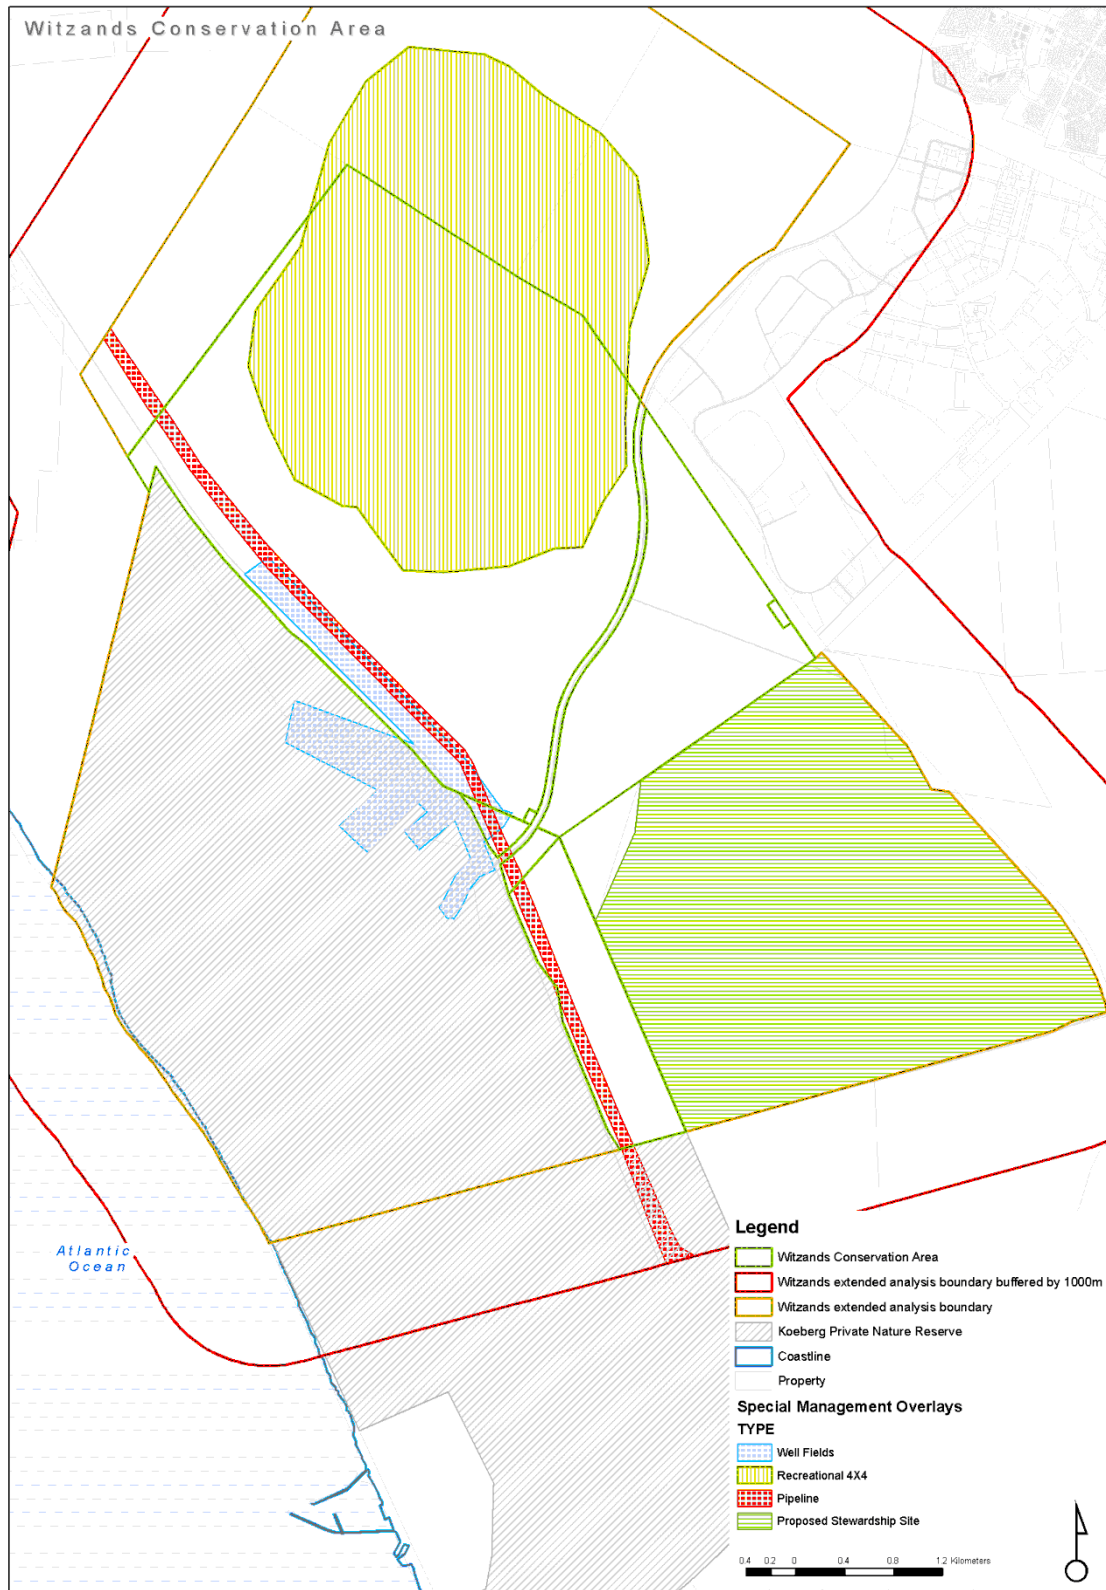 Witzands Conservation Area
Atlantic
Ocean
Legend
Witzands Conservation Area
Witzands extended analysis boundary buffered by 1000m
Witzands extended analysis boundary
Koeberg Private Nature Reserve
Coastline
Property
Special Management Overlays
TYPE
Well Fields
Recreational 4X4
Pipeline
Proposed Stewardship Site
0.4 0.2 0 0.4 0.8 1.2 Kilometers